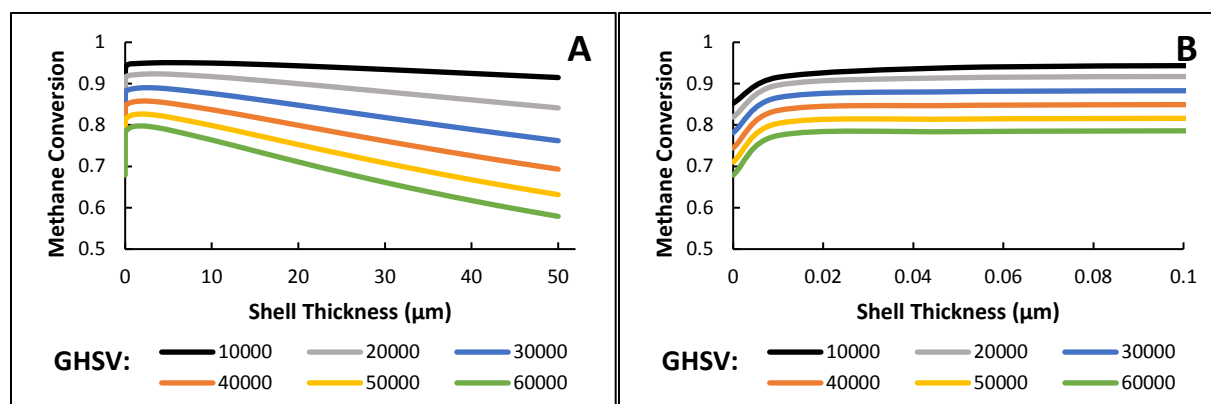 A
1
0.9
0.8
0.7
0.6
0.5
Methane Conversion
0 10 20 30 40 50
Shell Thickness (µm)
GHSV: 10000 20000 30000
40000 50000 60000
B
1
0.9
0.8
0.7
0.6
0.5
Methane Conversion
0 0.02 0.04 0.06 0.08 0.1
Shell Thickness (µm)
GHSV: 10000 20000 30000
40000 50000 60000